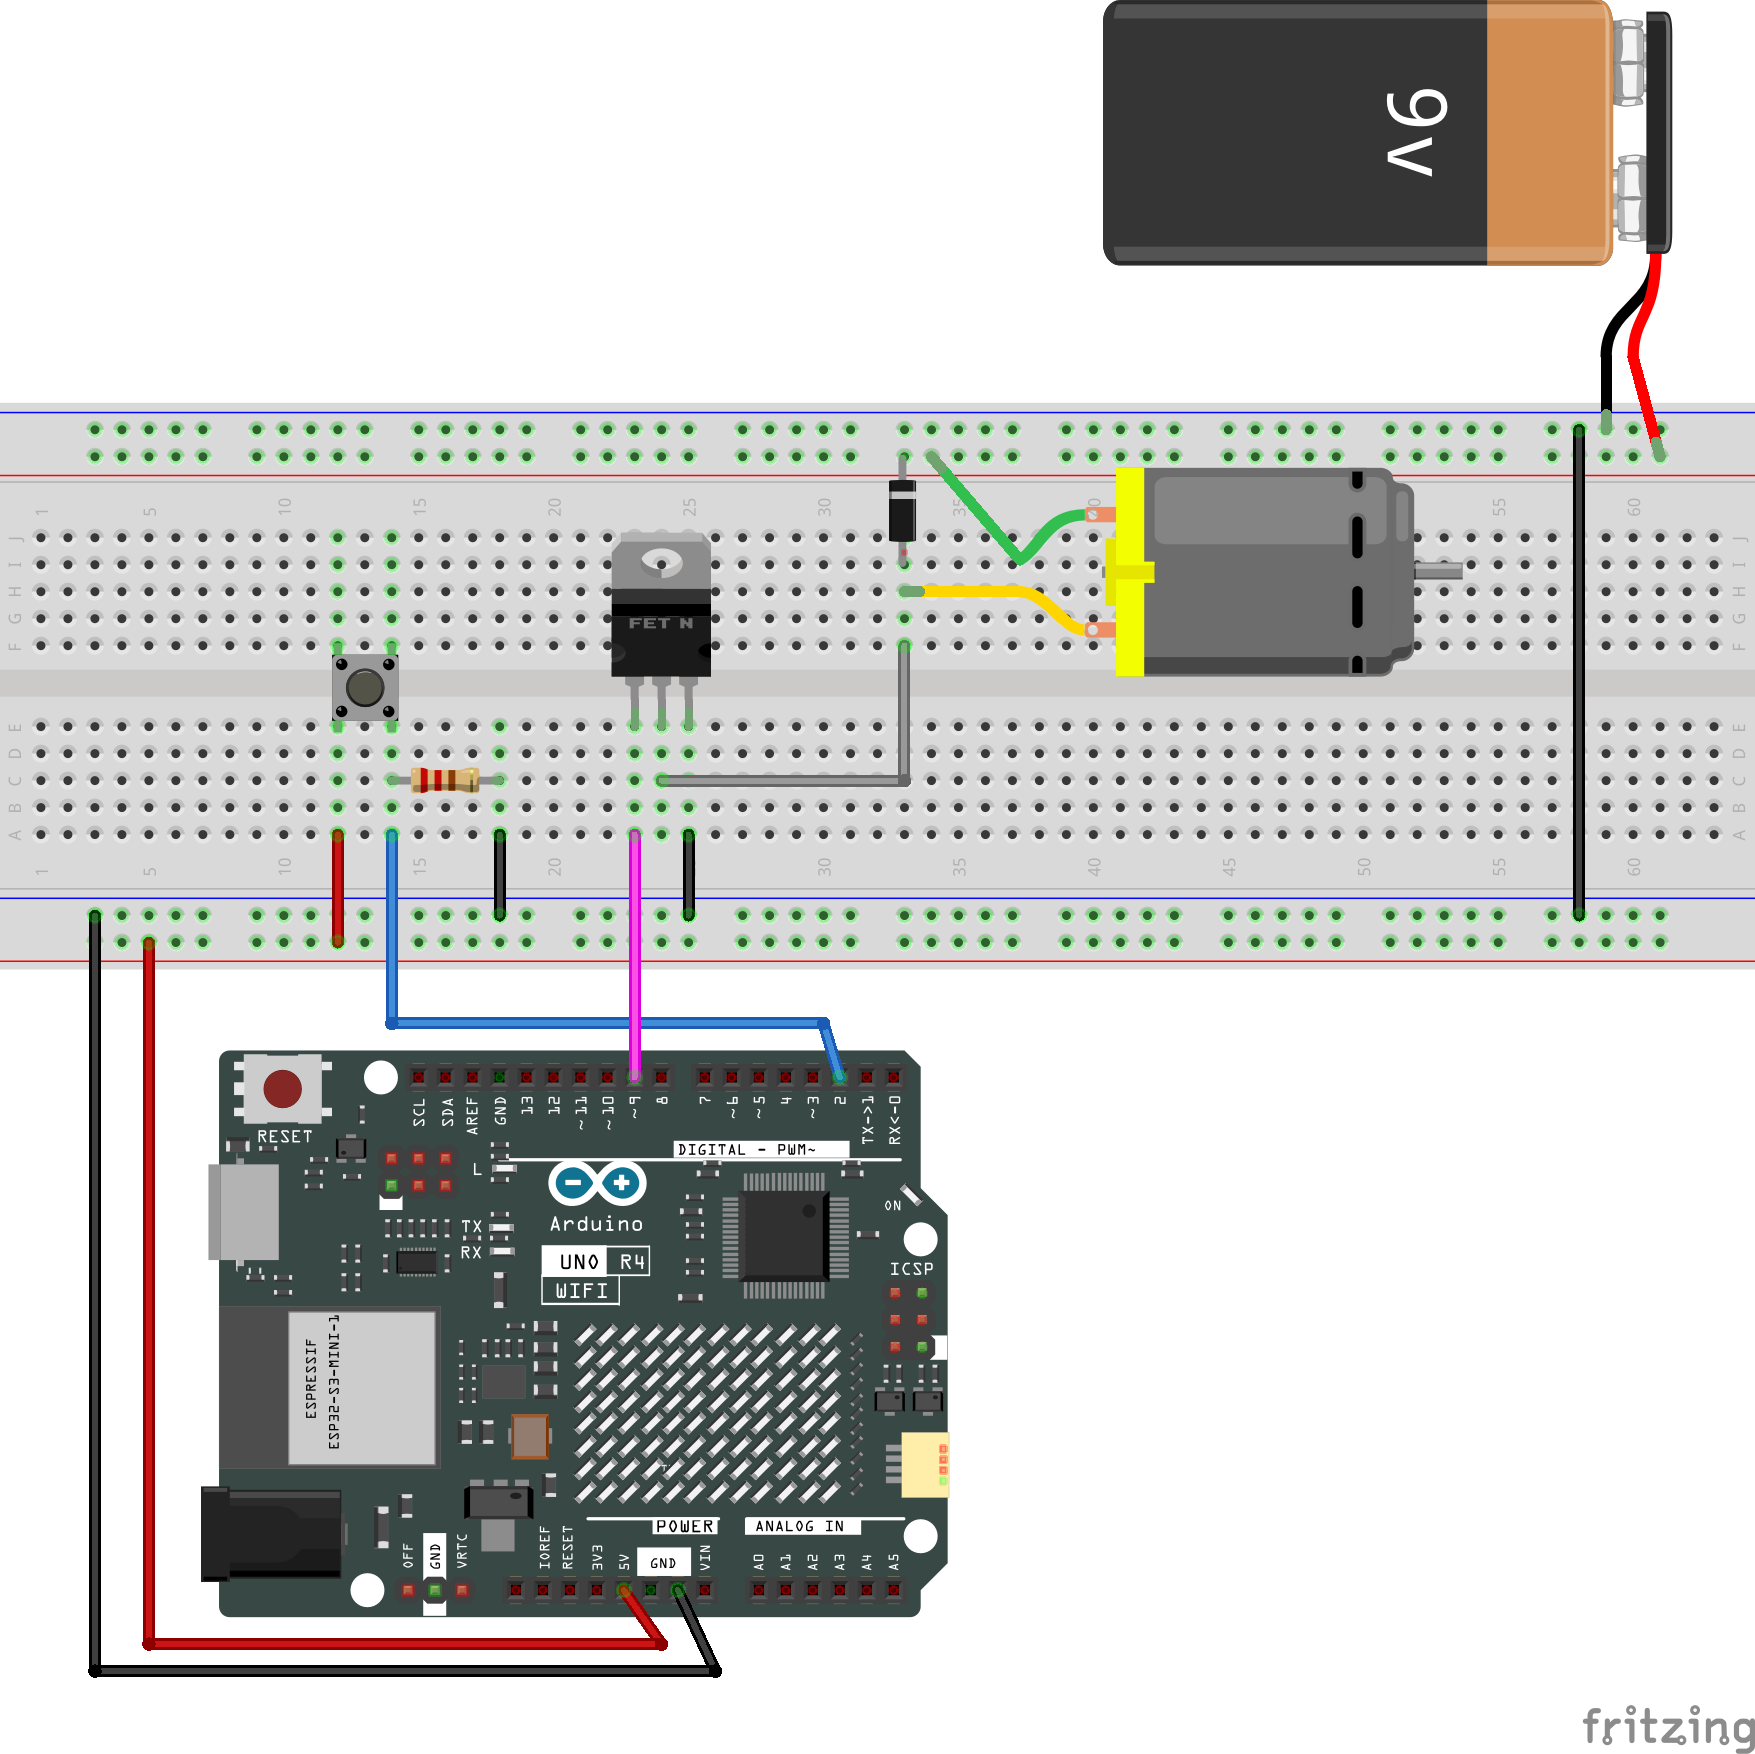 9v
1 5 10 15 20 25 30 35 40 55 60
J J
I I
H H
G G
F F
FET N
E E
D D
C C
B B
A A
1 5 10 15 20 25 30 35 40 45 50 55 60
RESET
SCL SDA AREF GND 13 12 ~11 ~10 ~9 8 7 ~6 ~5 4 ~3 2 TX->1 RX<-0
DIGITAL - PWM~
L
ON
TX
RX
Arduino
UNO R4
WIFI
ICSP
ESPRESSIF
ESP32-S3-MINI-1
POWER
ANALOG IN
OFF GND VRTC IOREF RESET 3V3 5V GND VIN A0 A1 A2 A3 A4 A5
fritzing